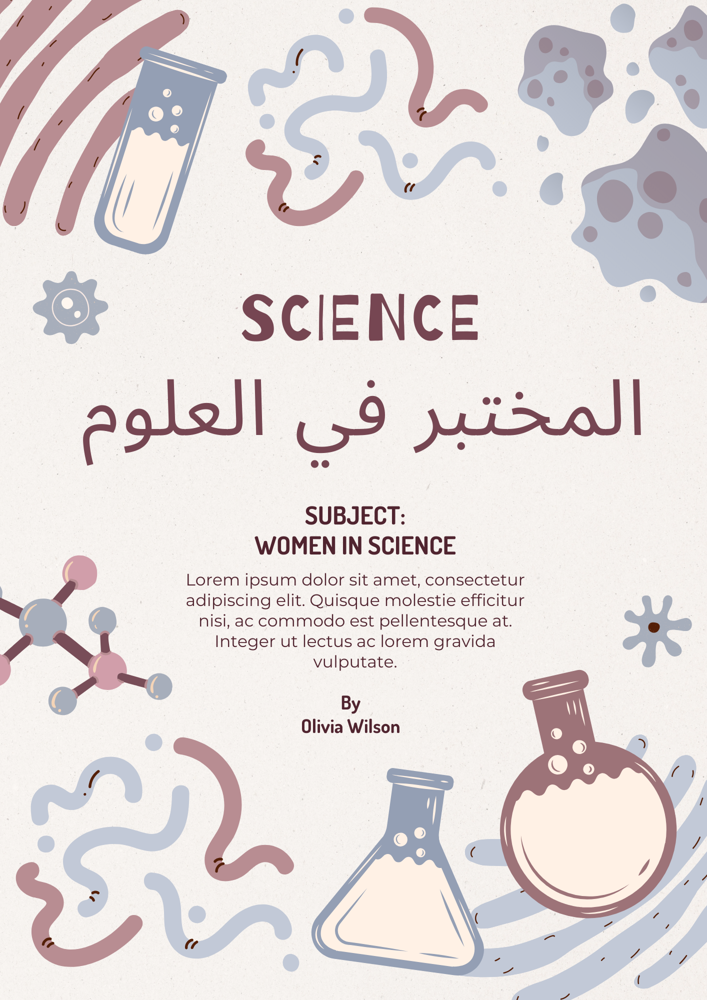 SCIENCE
المختبر في العلوم
SUBJECT:
WOMEN IN SCIENCE
Lorem ipsum dolor sit amet, consectetur
adipiscing elit. Quisque molestie efficitur
nisi, ac commodo est pellentesque at.
Integer ut lectus ac lorem gravida
vulputate.
By
Olivia Wilson